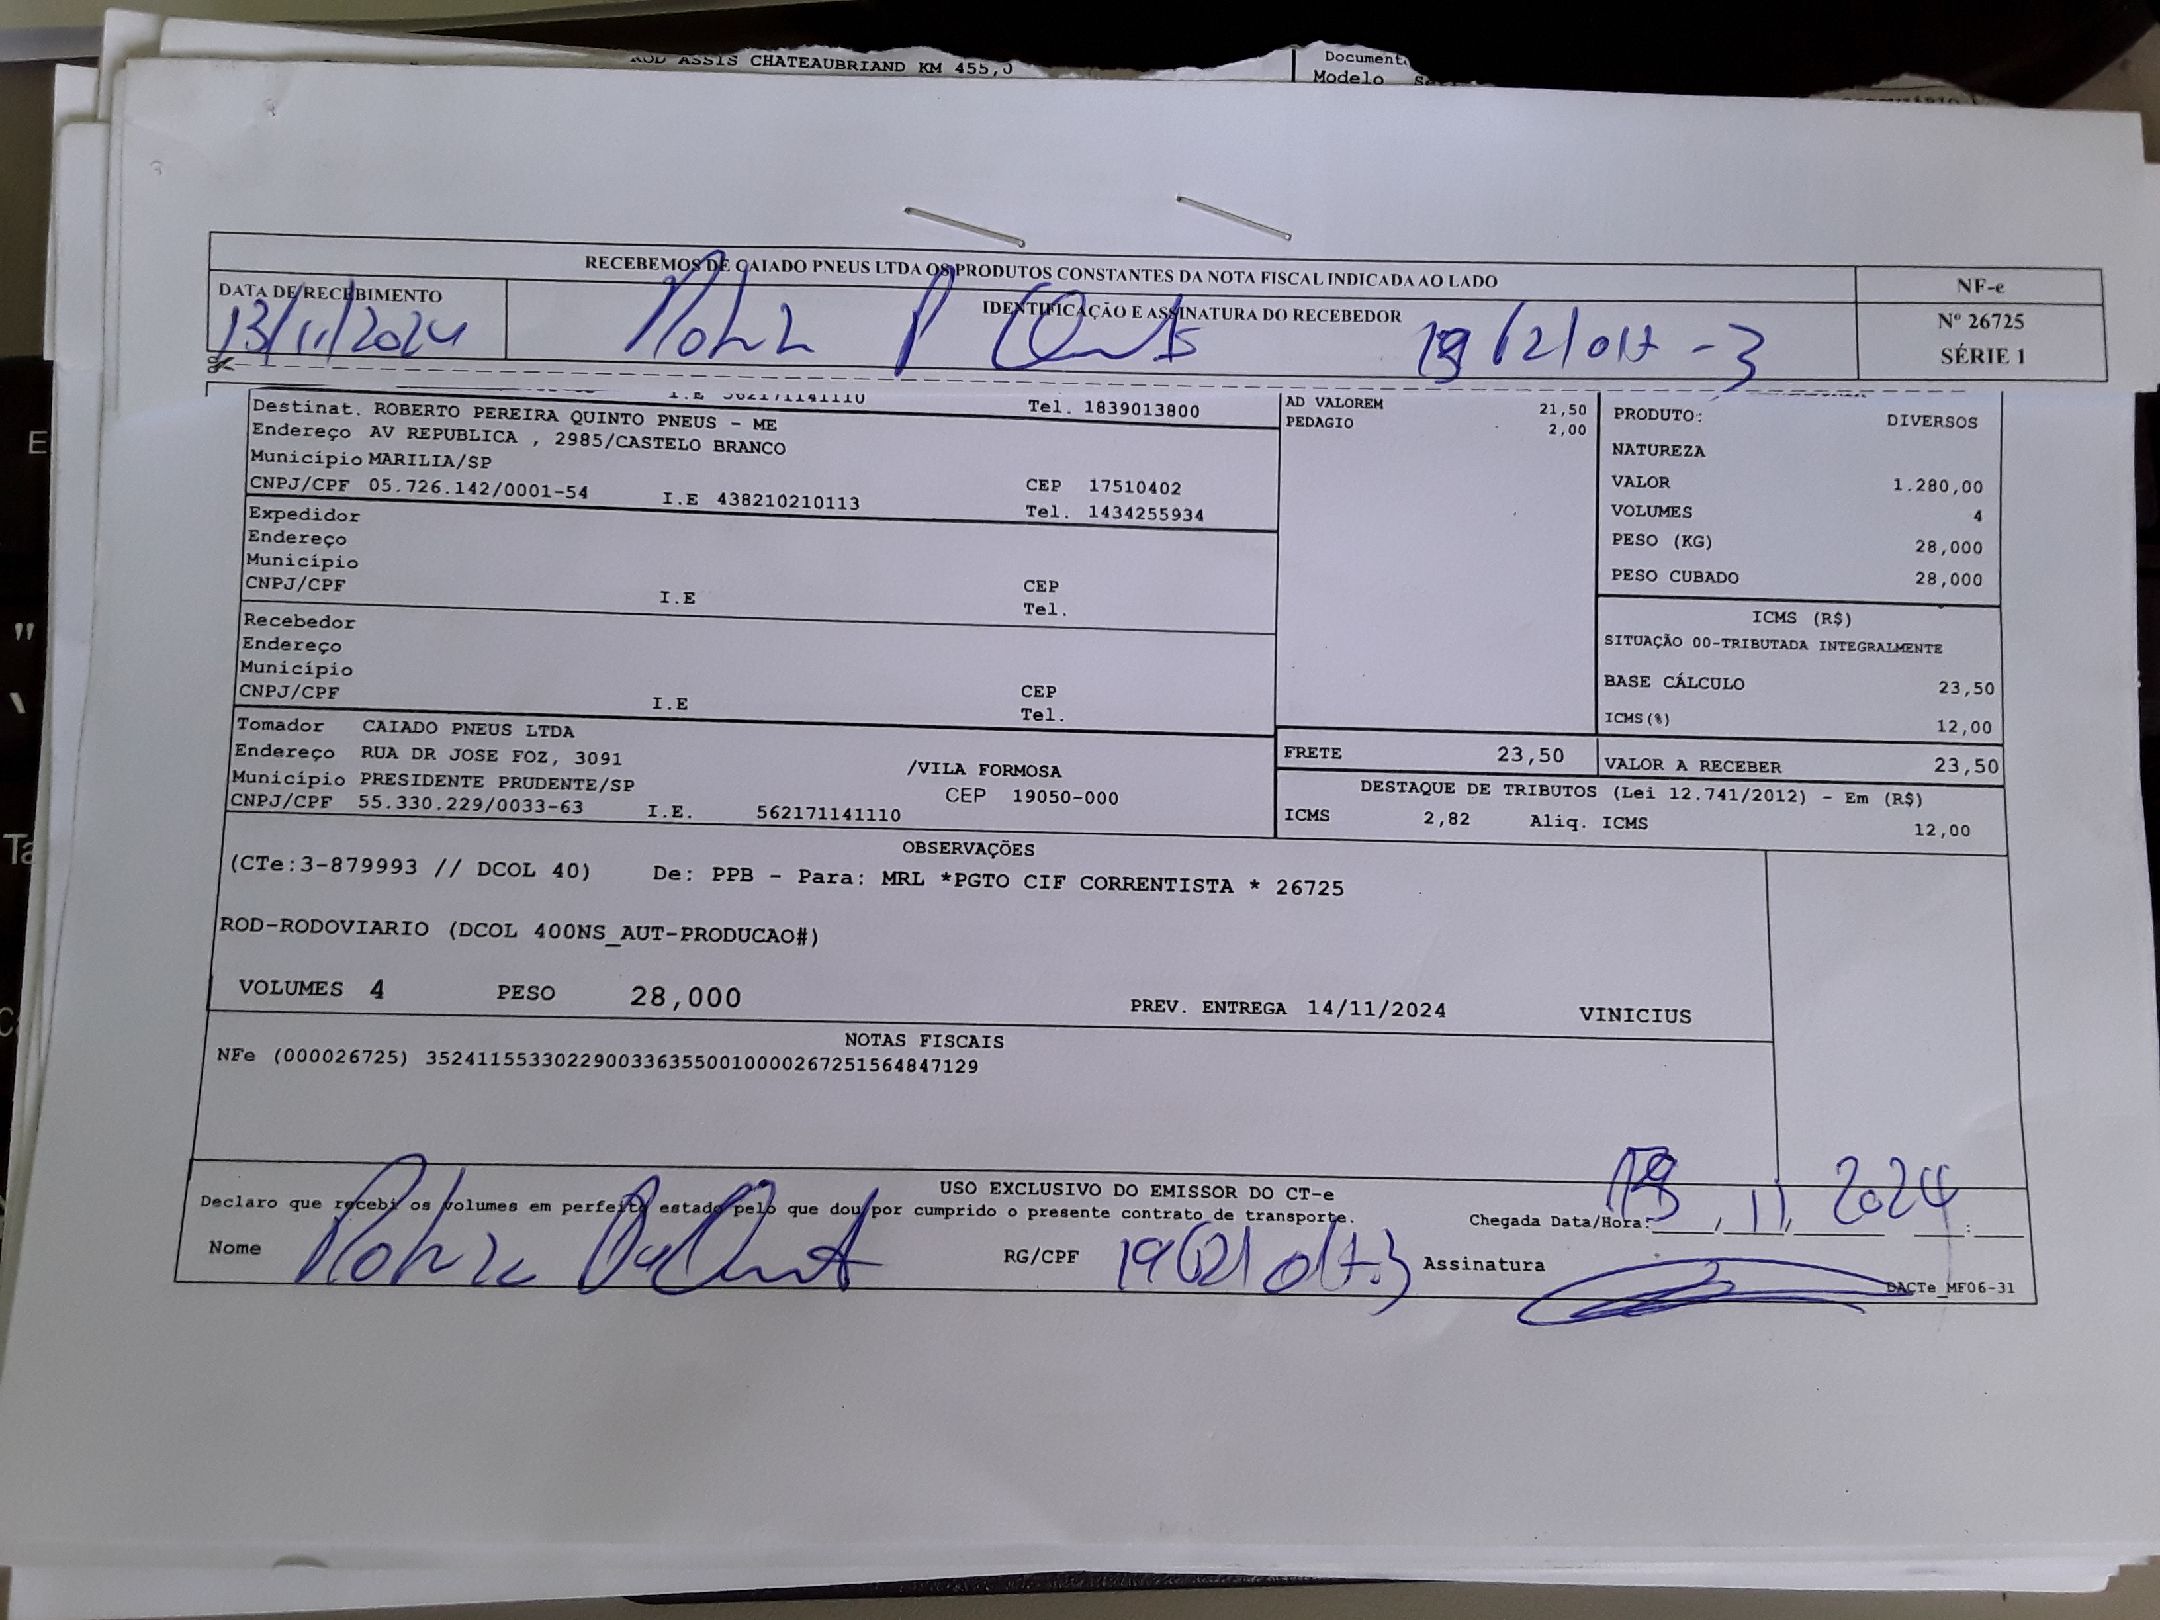 ROD ASSIS CHATEAUBRIAND KM 455,0
Modelo
RECEBEMOS DE CAIADO PNEUS LTDA OS PRODUTOS CONSTANTES DA NOTA FISCAL INDICADA AO LADO
NF-e
DATA DE RECEBIMENTO
IDENTIFICAÇÃO E ASSINATURA DO RECEBEDOR
Nº 26725
SÉRIE 1
13/11/2024
I.E 562171141110
Tel. 1839013800
Destinat. ROBERTO PEREIRA QUINTO PNEUS - ME
Endereço AV REPUBLICA , 2985/CASTELO BRANCO
Município MARILIA/SP
CEP 17510402
CNPJ/CPF 05.726.142/0001-54 I.E 438210210113 Tel. 1434255934
Expedidor
Endereço
Município
CNPJ/CPF I.E CEP
Tel.
Recebedor
Endereço
Município
CNPJ/CPF I.E CEP
Tel.
Tomador CAIADO PNEUS LTDA
Endereço RUA DR JOSE FOZ, 3091 /VILA FORMOSA
Município PRESIDENTE PRUDENTE/SP CEP 19050-000
CNPJ/CPF 55.330.229/0033-63 I.E. 562171141110
AD VALOREM 21,50
PEDAGIO 2,00
PRODUTO: DIVERSOS
NATUREZA
VALOR 1.280,00
VOLUMES 4
PESO (KG) 28,000
PESO CUBADO 28,000
ICMS (R$)
SITUAÇÃO 00-TRIBUTADA INTEGRALMENTE
BASE CÁLCULO 23,50
ICMS(%) 12,00
FRETE 23,50
VALOR A RECEBER 23,50
DESTAQUE DE TRIBUTOS (Lei 12.741/2012) - Em (R$)
ICMS 2,82 Aliq. ICMS 12,00
OBSERVAÇÕES
(CTe:3-879993 // DCOL 40) De: PPB - Para: MRL *PGTO CIF CORRENTISTA * 26725
ROD-RODOVIARIO (DCOL 400NS_AUT-PRODUCAO#)
VOLUMES 4 PESO 28,000 PREV. ENTREGA 14/11/2024 VINICIUS
NOTAS FISCAIS
NFe (000026725) 35241155330229003363550010000267251564847129
USO EXCLUSIVO DO EMISSOR DO CT-e
Declaro que recebi os volumes em perfeito estado pelo que dou por cumprido o presente contrato de transporte.
Chegada Data/Hora: 13, 11, 2024 :
Nome
RG/CPF
Assinatura
DACTe_MF06-31